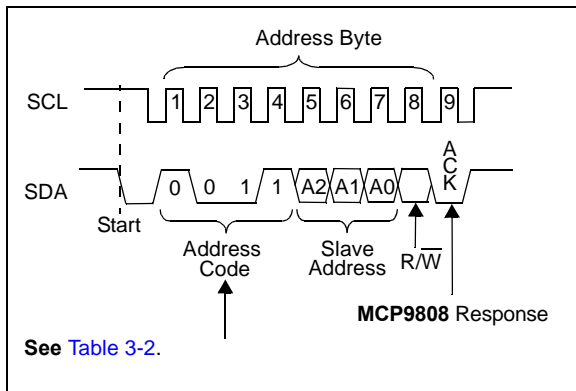 Address Byte
SCL 1 2 3 4 5 6 7 8 9
SDA 0 0 1 1 A2 A1 A0 ACK
Start
Address Code
Slave Address
R/W
MCP9808 Response
See Table 3-2.